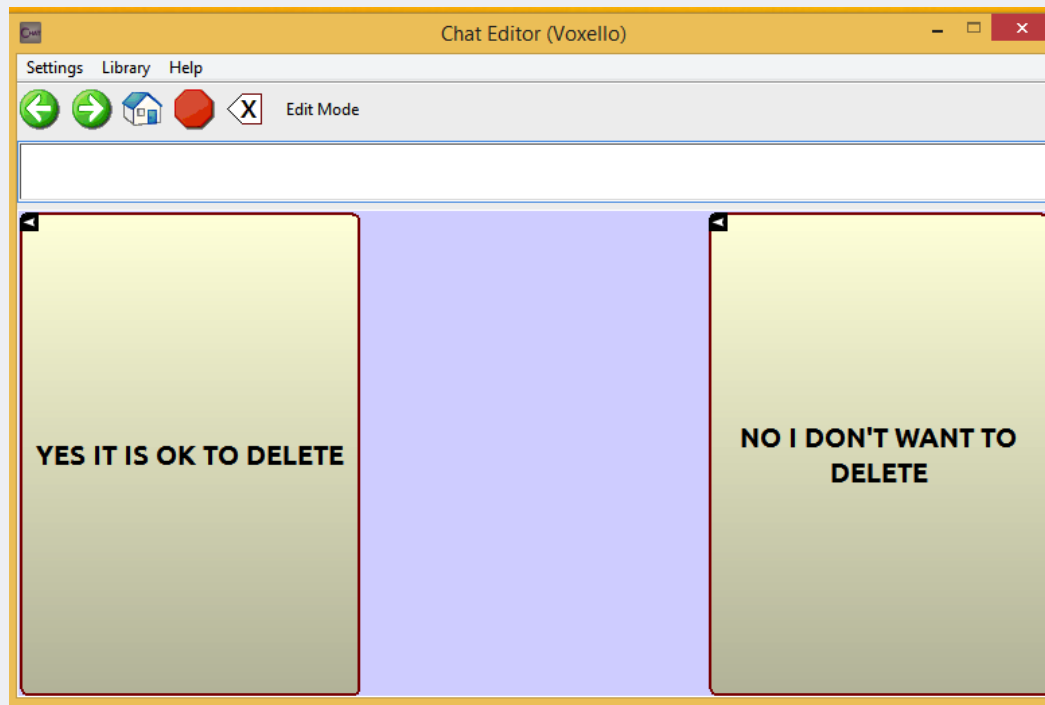 CHAT
Chat Editor (Voxello)
Settings Library Help
X Edit Mode
YES IT IS OK TO DELETE
NO I DON'T WANT TO
DELETE